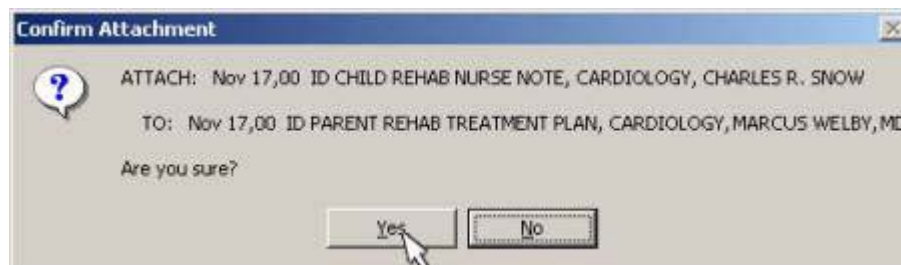 Confirm Attachment
?
ATTACH: Nov 17,00 ID CHILD REHAB NURSE NOTE, CARDIOLOGY, CHARLES R. SNOW
TO: Nov 17,00 ID PARENT REHAB TREATMENT PLAN, CARDIOLOGY,MARCUS WELBY,MD
Are you sure?
Yes No